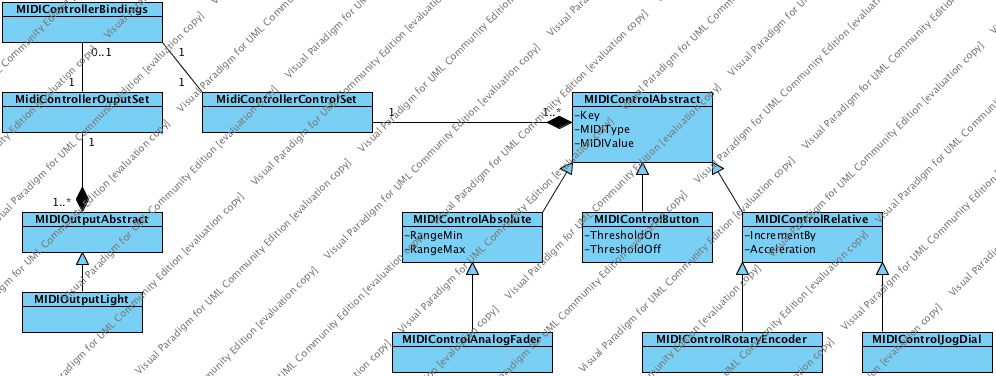 MIDIControllerBindings
0..1
1
1
1
MidiControllerOuputSet
MidiControllerControlSet
MIDIControlAbstract
-Key
-MIDIType
-MIDIValue
1
1..*
1
1..*
MIDIOutputAbstract
MIDIControlAbsolute
-RangeMin
-RangeMax
MIDIControlButton
-ThresholdOn
-ThresholdOff
MIDIControlRelative
-IncrementBy
-Acceleration
MIDIOutputLight
MIDIControlAnalogFader
MIDIControlRotaryEncoder
MIDIControlJogDial
Visual Paradigm for UML Community Edition [evaluation copy]